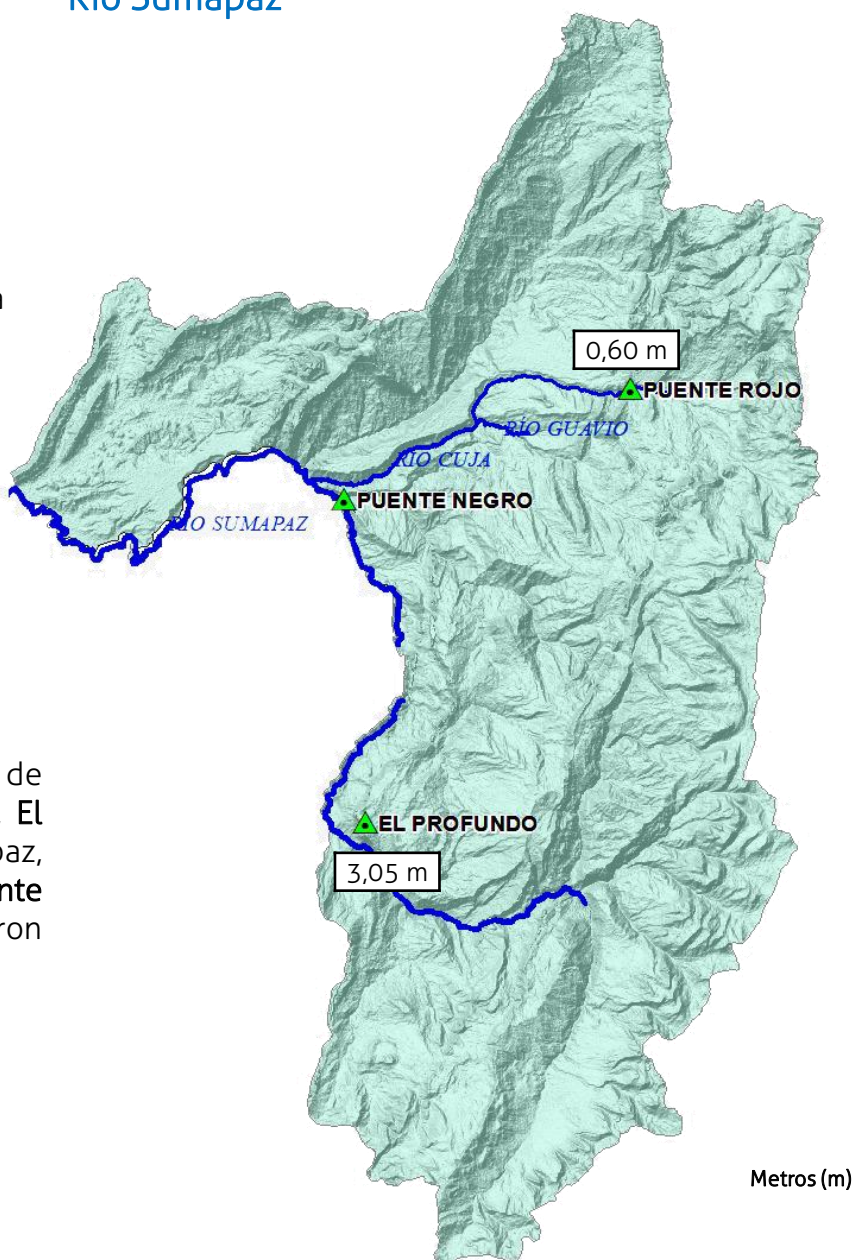 Río Sumapaz
0,60 m
PUENTE ROJO
RÍO GUAVIO
RÍO CUJA
PUENTE NEGRO
RÍO SUMAPAZ
de
El
EL PROFUNDO
paz,
3,05 m
nte
ron
Metros (m)